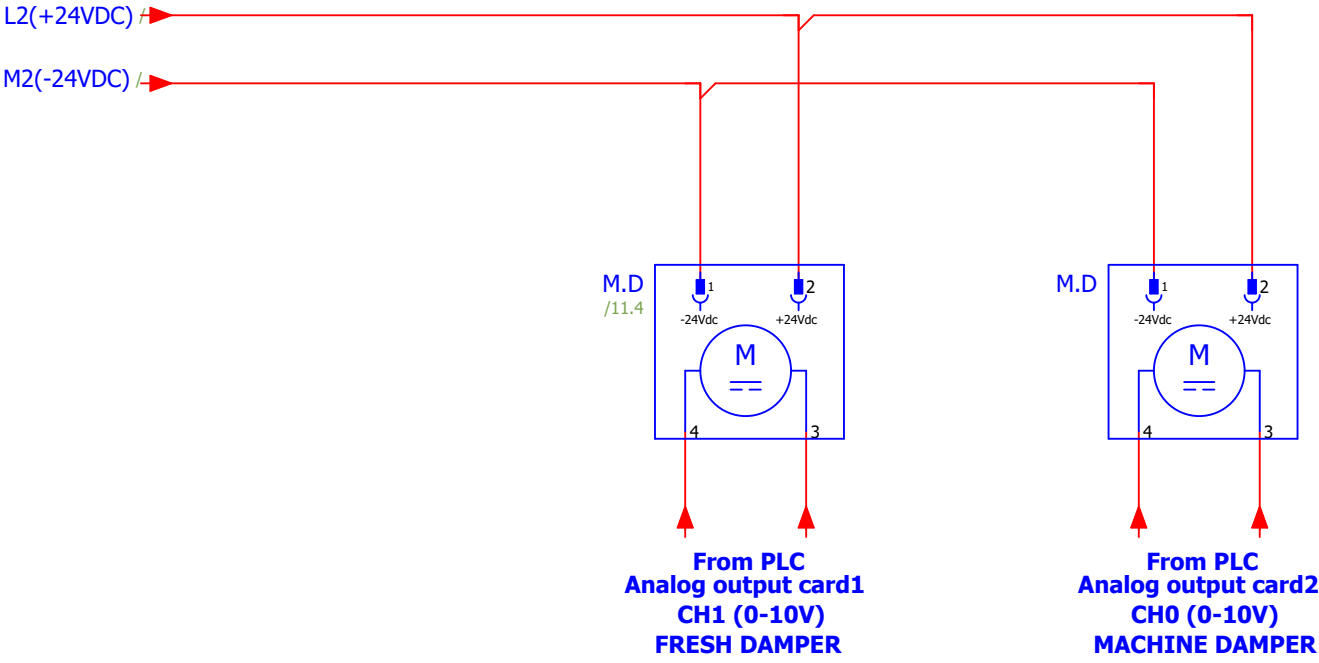 L2(+24VDC) /
M2(-24VDC) /
M.D
/11.4
1
2
-24Vdc
+24Vdc
M
4
3
From PLC
Analog output card1
CH1 (0-10V)
FRESH DAMPER
M.D
1
2
-24Vdc
+24Vdc
M
4
3
From PLC
Analog output card2
CH0 (0-10V)
MACHINE DAMPER